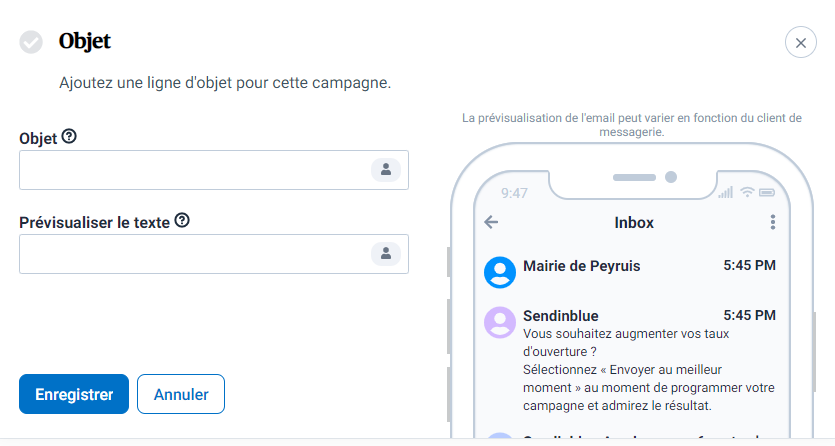 Objet
Ajoutez une ligne d'objet pour cette campagne.
La prévisualisation de l'email peut varier en fonction du client de
messagerie.
Objet
Prévisualiser le texte
9:47
Inbox
Mairie de Peyruis 5:45 PM
Sendinblue 5:45 PM
Vous souhaitez augmenter vos taux
d'ouverture ?
Sélectionnez « Envoyer au meilleur
moment » au moment de programmer votre
campagne et admirez le résultat.
Enregistrer Annuler